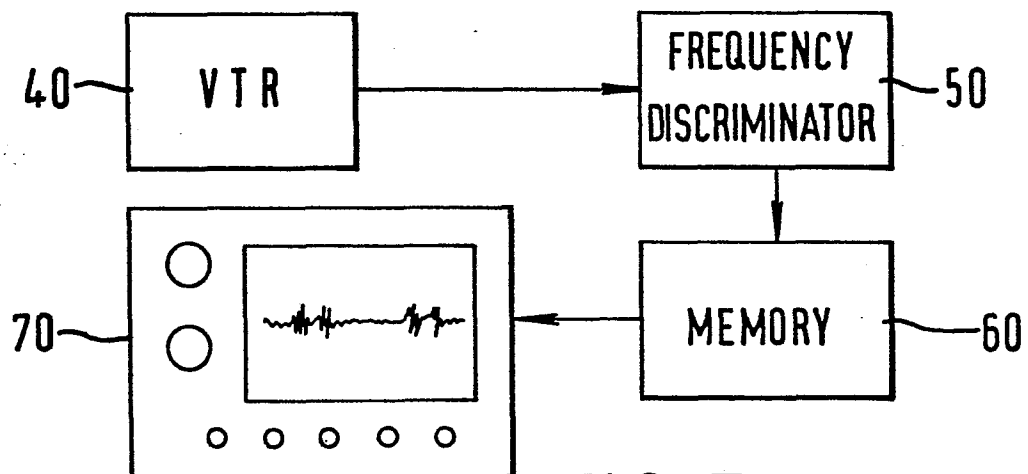 40
VTR
FREQUENCY
DISCRIMINATOR
50
70
MEMORY
60